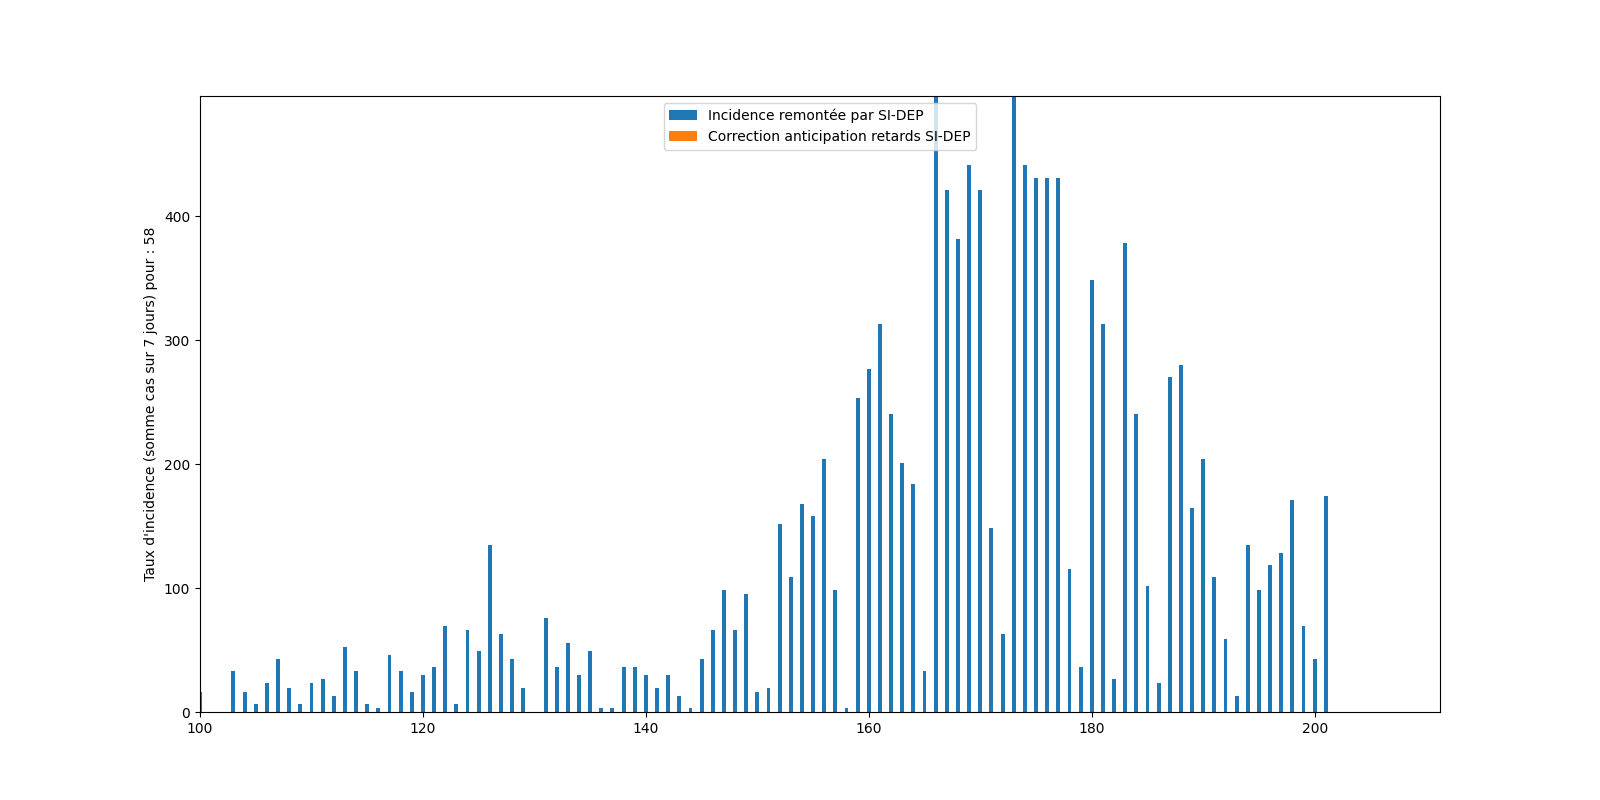 Incidence remontée par SI-DEP
Correction anticipation retards SI-DEP
Taux d'incidence (somme cas sur 7 jours) pour : 58
400
300
200
100
0
100 120 140 160 180 200